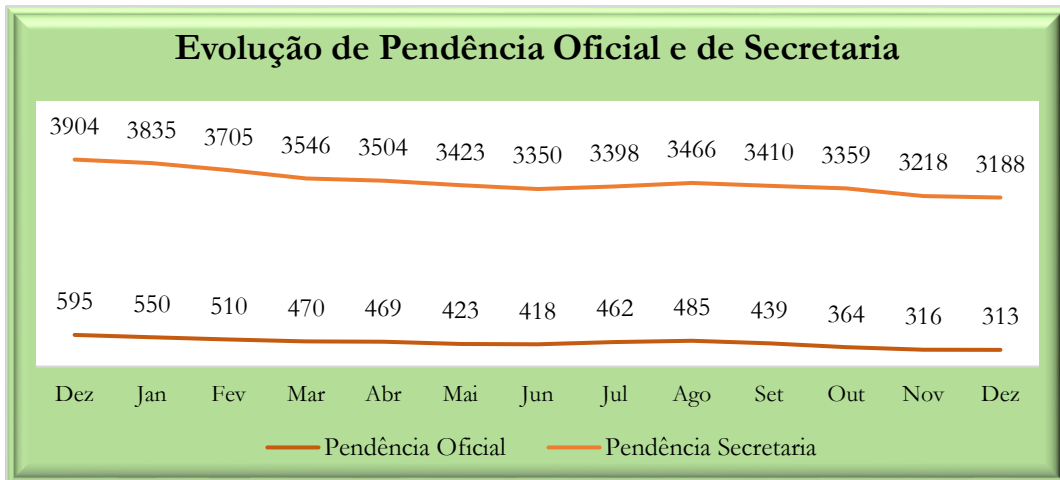 Evolução de Pendência Oficial e de Secretaria
3904 3835 3705 3546 3504 3423 3350 3398 3466 3410 3359 3218 3188
595 550 510 470 469 423 418 462 485 439 364 316 313
Dez Jan Fev Mar Abr Mai Jun Jul Ago Set Out Nov Dez
Pendência Oficial Pendência Secretaria